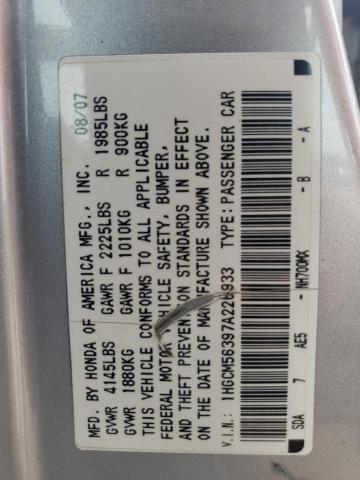 MFD. BY HONDA OF AMERICA MFG., INC. 08/07
GVWR 4145LBS GAWR F 2225LBS R 1985LBS
GVWR 1880KG GAWR F 1010KG R 900KG
THIS VEHICLE CONFORMS TO ALL APPLICABLE
FEDERAL MOTOR VEHICLE SAFETY, BUMPER,
AND THEFT PREVENTION STANDARDS IN EFFECT
ON THE DATE OF MANUFACTURE SHOWN ABOVE.
V.I.N.: 1HGCM56397A226933 TYPE: PASSENGER CAR
SDA 7 AE5 - NH700MX - B - A